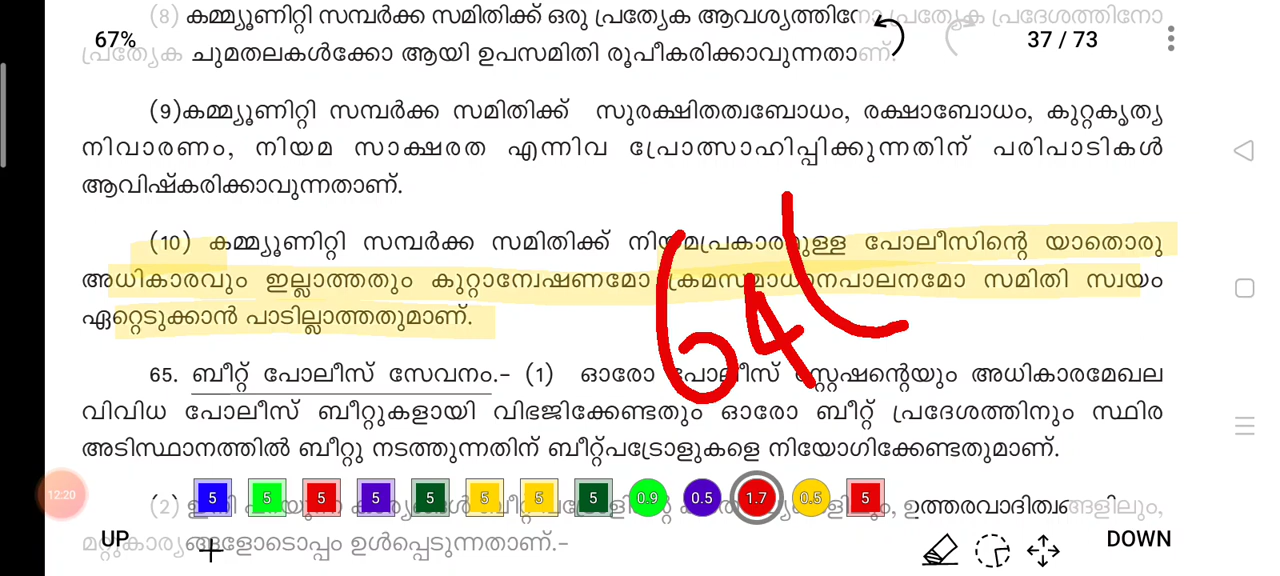 (8) കമ്മ്യൂണിറ്റി സമ്പർക്ക സമിതിക്ക് ഒരു പ്രത്യേക ആവശ്യത്തിനോ പ്രത്യേക പ്രദേശത്തിനോ
67%
37 / 73
പ്രത്യേക ചുമതലകൾക്കോ ആയി ഉപസമിതി രൂപീകരിക്കാവുന്നതാണ്.
(9)കമ്മ്യൂണിറ്റി സമ്പർക്ക സമിതിക്ക് സുരക്ഷിതത്വബോധം, രക്ഷാബോധം, കുറ്റകൃത്യ
നിവാരണം, നിയമ സാക്ഷരത എന്നിവ പ്രോത്സാഹിപ്പിക്കുന്നതിന് പരിപാടികൾ
ആവിഷ്കരിക്കാവുന്നതാണ്.
(10) കമ്മ്യൂണിറ്റി സമ്പർക്ക സമിതിക്ക് നിയമപ്രകാരമുള്ള പോലീസിന്റെ യാതൊരു
അധികാരവും ഇല്ലാത്തതും കുറ്റാന്വേഷണമോ ക്രമസമാധാനപാലനമോ സമിതി സ്വയം
ഏറ്റെടുക്കാൻ പാടില്ലാത്തതുമാണ്.
64
65. ബീറ്റ് പോലീസ് സേവനം.- (1) ഓരോ പോലീസ് സ്റ്റേഷന്റെയും അധികാരമേഖല
വിവിധ പോലീസ് ബീറ്റുകളായി വിഭജിക്കേണ്ടതും ഓരോ ബീറ്റ് പ്രദേശത്തിനും സ്ഥിര
അടിസ്ഥാനത്തിൽ ബീറ്റു നടത്തുന്നതിന് ബീറ്റ്പട്രോളുകളെ നിയോഗിക്കേണ്ടതുമാണ്.
12:20
5 5 5 5 5 5 5 5 0.9 0.5 1.7 0.5 5
(2) ഉത്തരവാദിത്വങ്ങളിലും,
UP
മറ്റുകാര്യങ്ങളോടൊപ്പം ഉൾപ്പെടുന്നതാണ്.-
DOWN